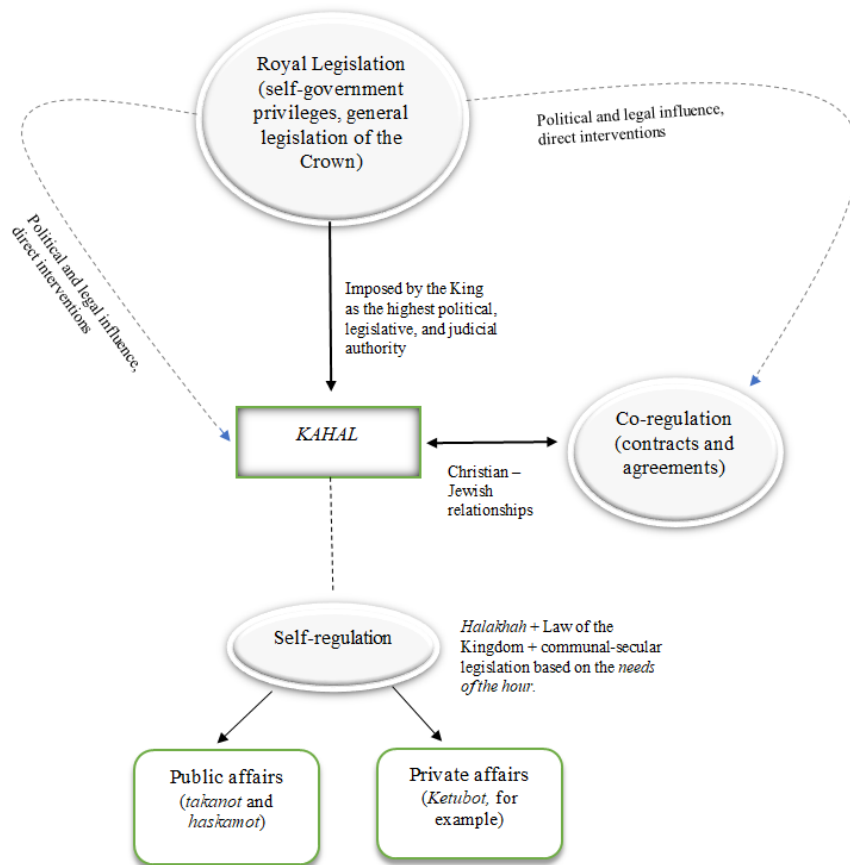 Royal Legislation
(self-government
privileges, general
legislation of the
Crown)
Political and legal influence,
direct interventions
Political and legal influence,
direct interventions
Imposed by the King
as the highest political,
legislative, and judicial
authority
KAHAL
Co-regulation
(contracts and
agreements)
Christian –
Jewish
relationships
Self-regulation
Halakhah + Law of the
Kingdom + communal-secular
legislation based on the needs
of the hour.
Public affairs
(takanot and
haskamot)
Private affairs
(Ketubot, for
example)